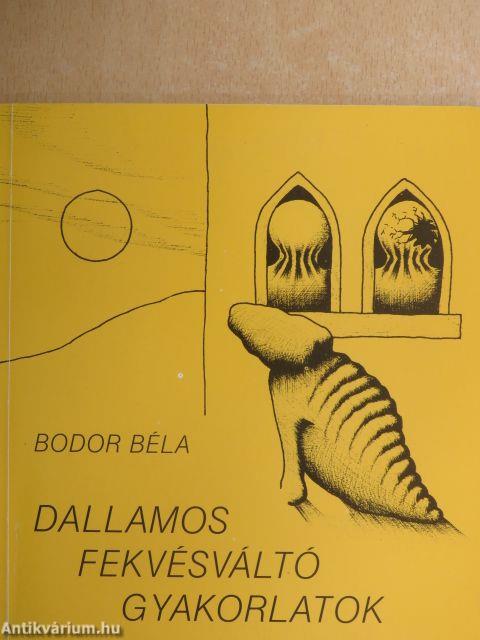 BODOR BÉLA
DALLAMOS
FEKVÉSVÁLTÓ
GYAKORLATOK
Antikvárium.hu